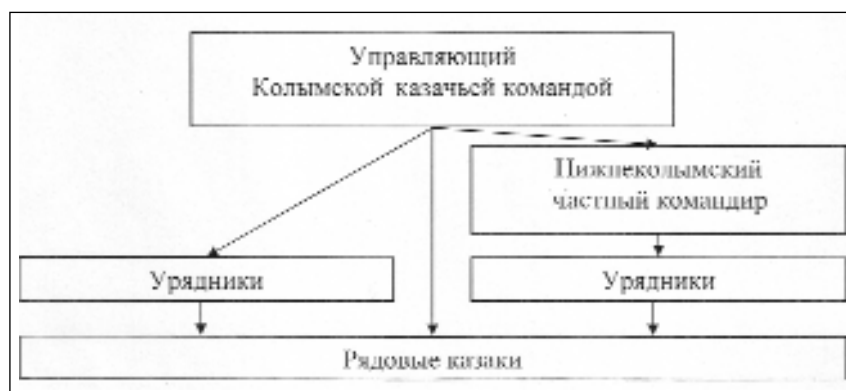 Управляющий
Колымской казачьей командой
Нижнеколымский
частный командир
Урядники
Урядники
Рядовые казаки